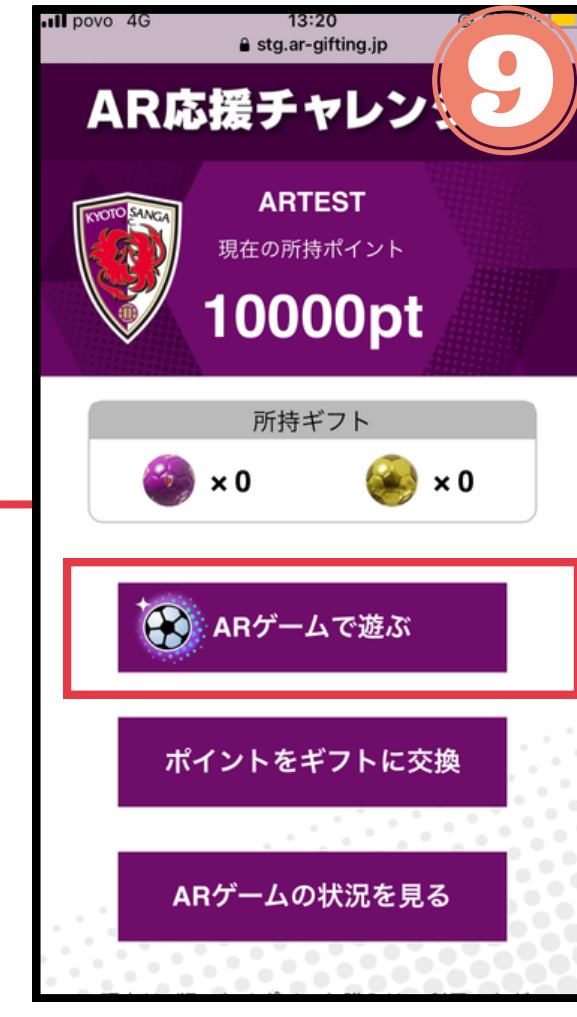 povo 4G 13:20
stg.ar-gifting.jp
9
AR応援チャレン
KYOTO SANGA
F.C.
ARTEST
現在の所持ポイント
10000pt
所持ギフト
×0 ×0
ARゲームで遊ぶ
ポイントをギフトに交換
ARゲームの状況を見る